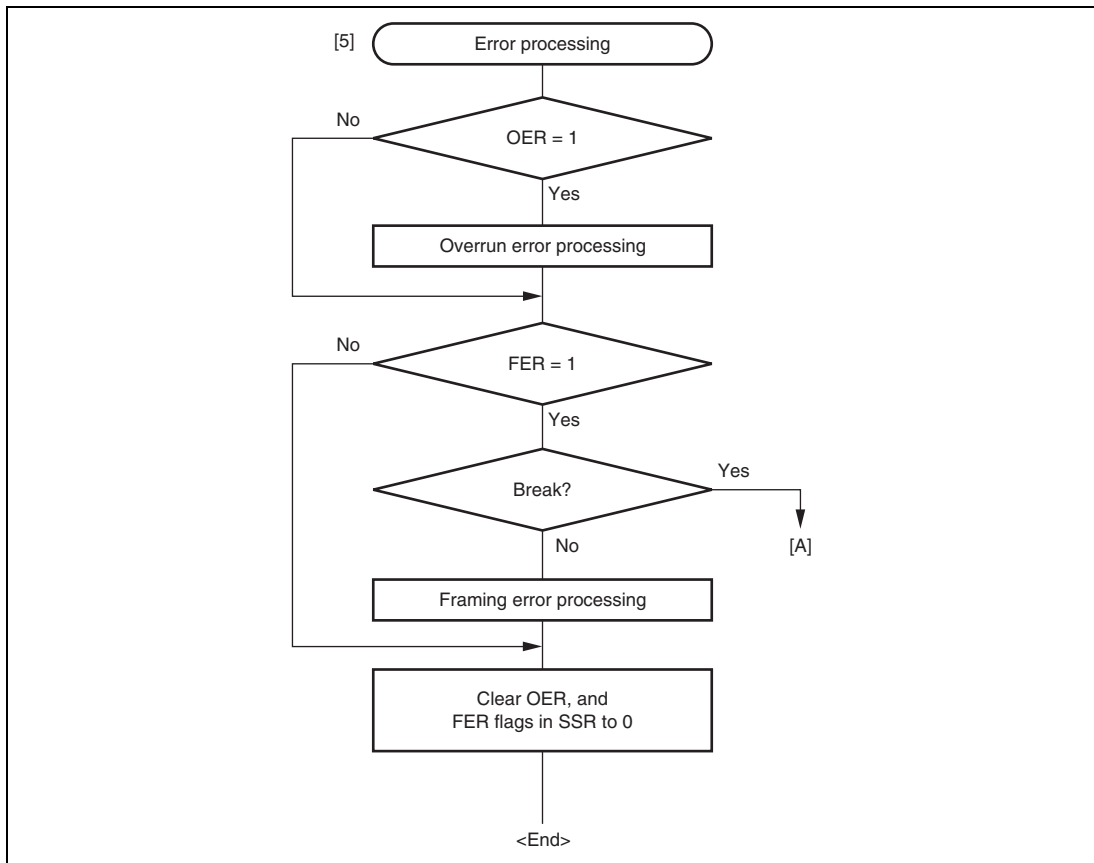 [5]
Error processing
No
OER = 1
Yes
Overrun error processing
No
FER = 1
Yes
Yes
Break?
[A]
No
Framing error processing
Clear OER, and
FER flags in SSR to 0
<End>